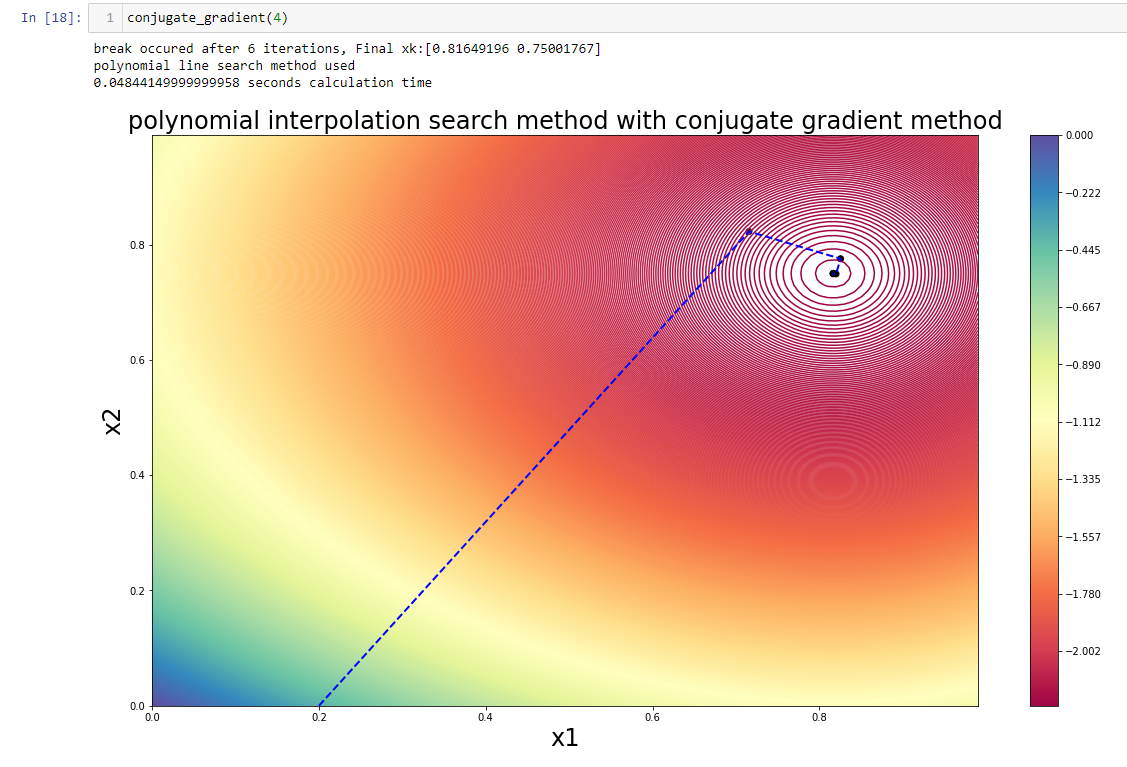 In [18]: 1 conjugate_gradient(4)
break occured after 6 iterations, Final xk:[0.81649196 0.75001767]
polynomial line search method used
0.04844149999999958 seconds calculation time
polynomial interpolation search method with conjugate gradient method
0.8
0.6
0.4
0.2
0.0
x2
0.0 0.2 0.4 0.6 0.8
x1
0.000
−0.222
−0.445
−0.667
−0.890
−1.112
−1.335
−1.557
−1.780
−2.002